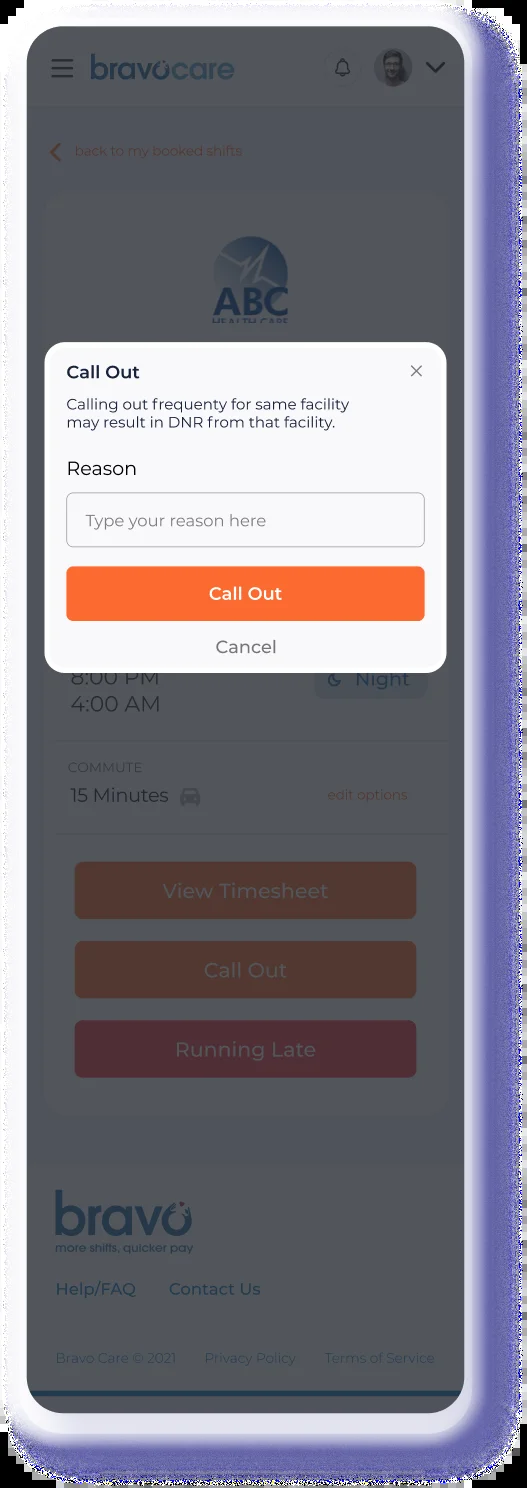 bravocare
back to my booked shifts
ABC
HEALTH CARE
Call Out
Calling out frequenty for same facility
may result in DNR from that facility.
Reason
Type your reason here
Call Out
Cancel
8:00 PM
Night
4:00 AM
COMMUTE
15 Minutes
edit options
View Timesheet
Call Out
Running Late
bravo
more shifts, quicker pay
Help/FAQ Contact Us
Bravo Care © 2021 Privacy Policy Terms of Service